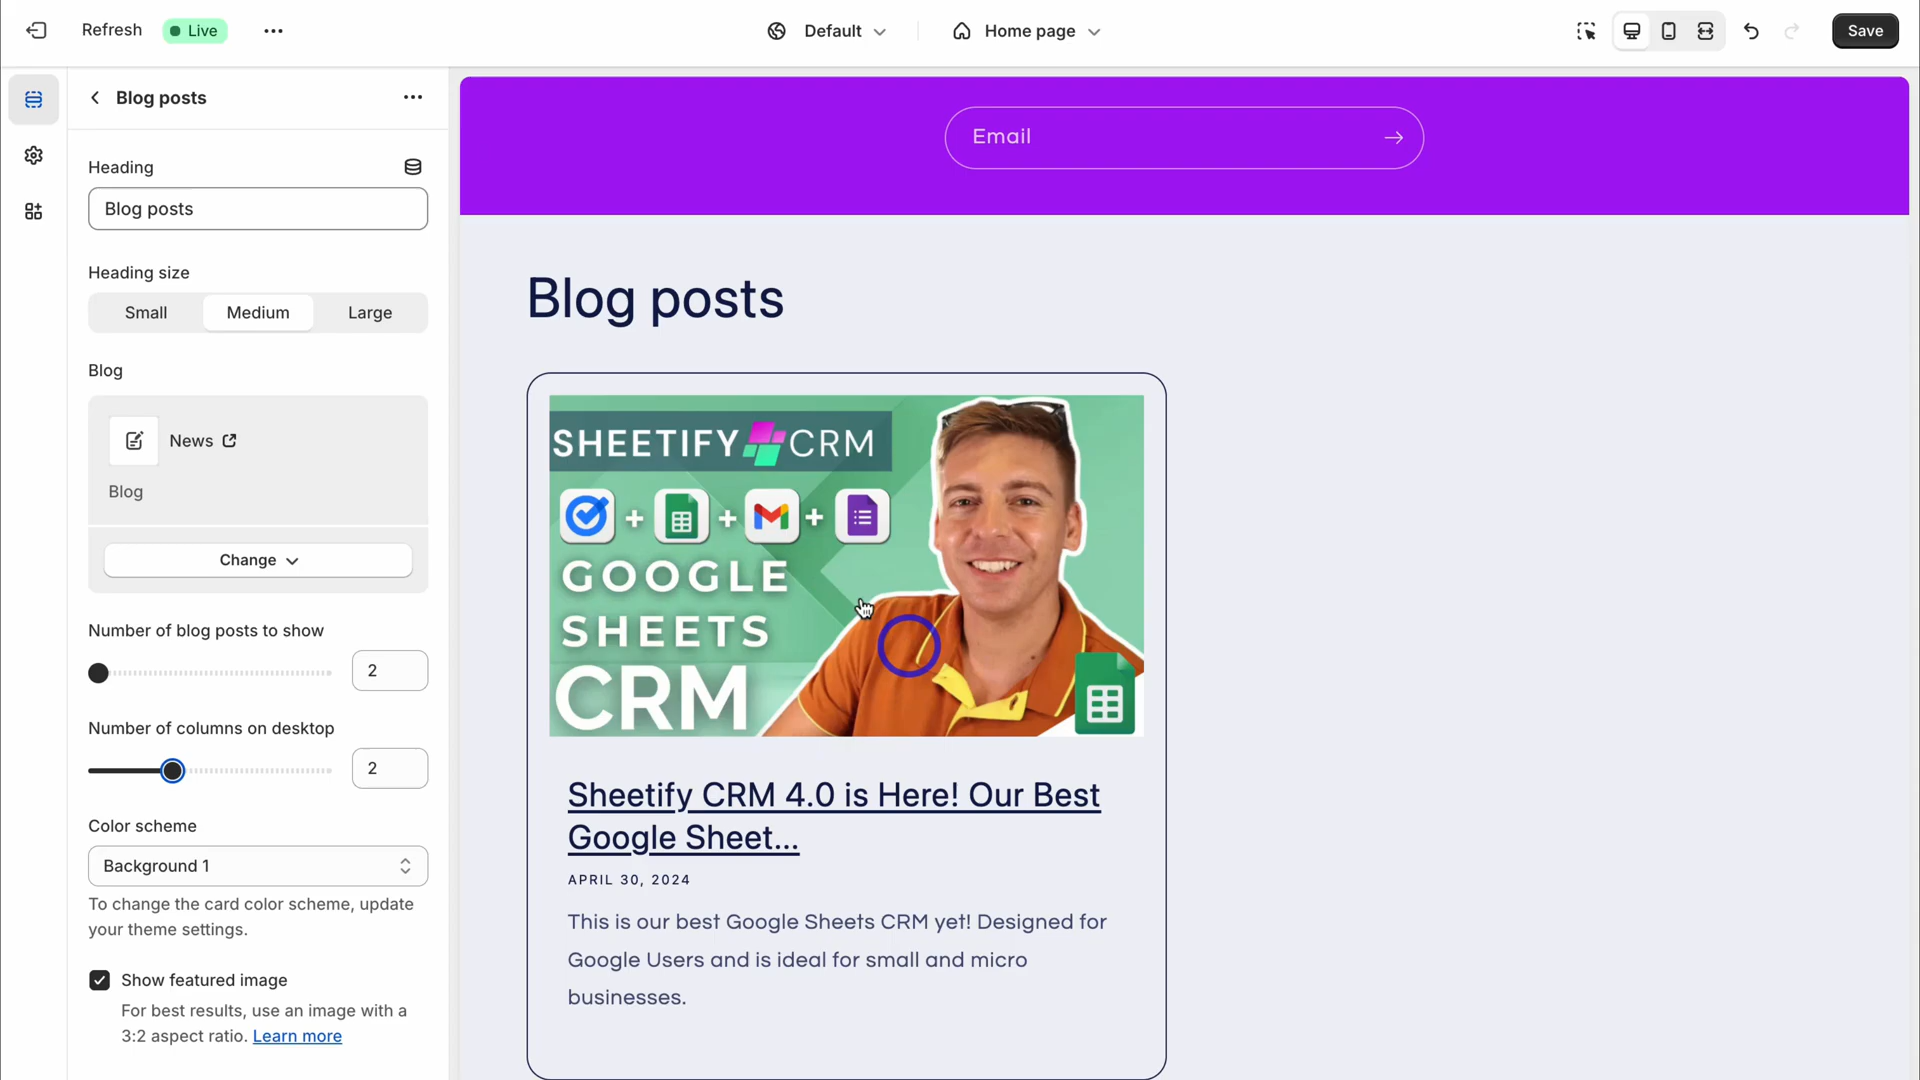 Refresh
Live
Default
Home page
Save
Blog posts
Heading
Blog posts
Heading size
Small Medium Large
Blog
News
Blog
Change
Number of blog posts to show
2
Number of columns on desktop
2
Color scheme
Background 1
To change the card color scheme, update
your theme settings.
Show featured image
For best results, use an image with a
3:2 aspect ratio. Learn more
Email
Blog posts
SHEETIFY CRM
+ + +
GOOGLE
SHEETS
CRM
Sheetify CRM 4.0 is Here! Our Best
Google Sheet...
APRIL 30, 2024
This is our best Google Sheets CRM yet! Designed for
Google Users and is ideal for small and micro
businesses.